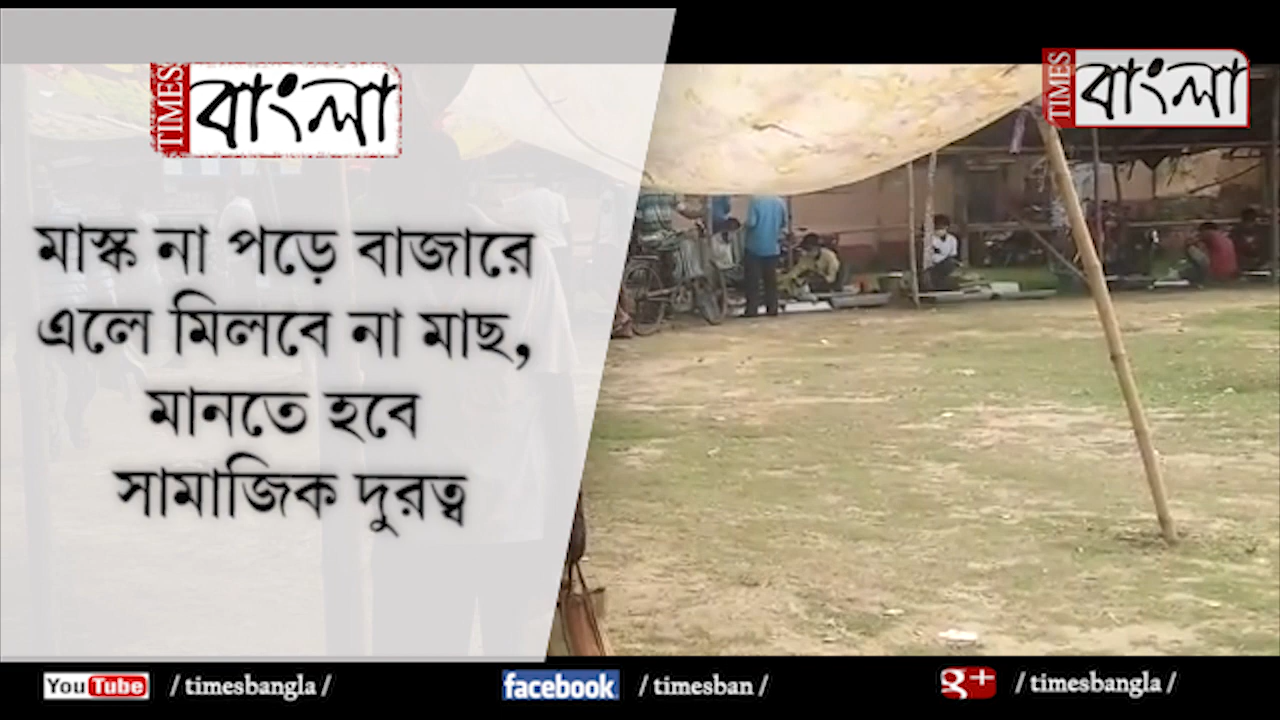 TIMES বাংলা
TIMES বাংলা
মাস্ক না পড়ে বাজারে
এলে মিলবে না মাছ,
মানতে হবে
সামাজিক দুরত্ব
YouTube / timesbangla /
facebook / timesban /
g+ / timesbangla /